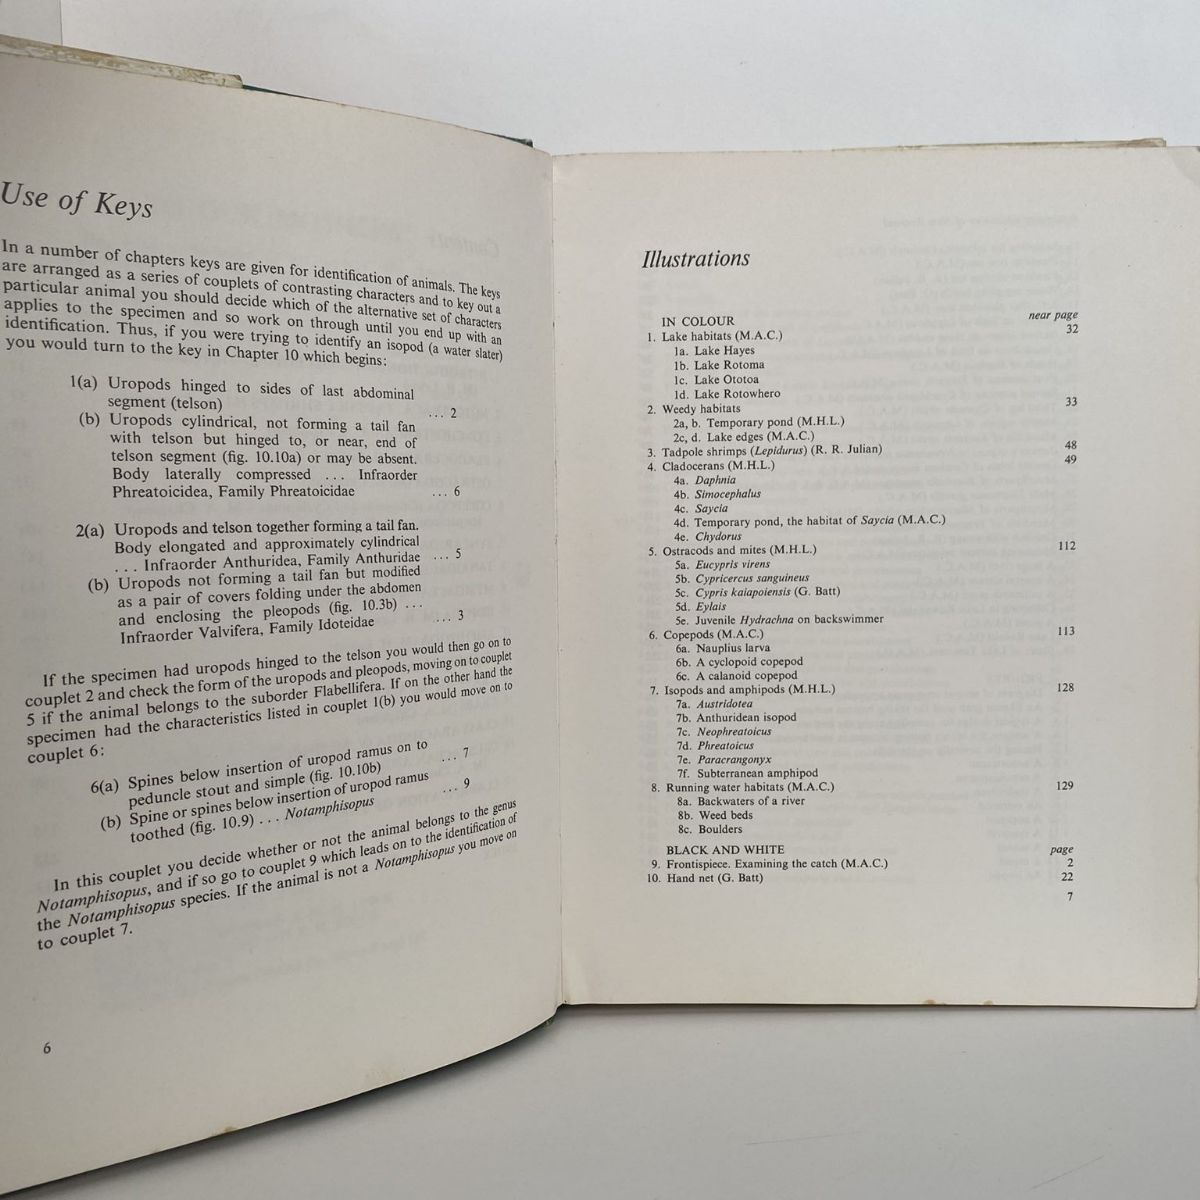 Use of Keys
In a number of chapters keys are given for identification of animals. The keys
are arranged as a series of couplets of contrasting characters and to key out a
particular animal you should decide which of the alternative set of characters
applies to the specimen and so work on through until you end up with an
identification. Thus, if you were trying to identify an isopod (a water slater)
you would turn to the key in Chapter 10 which begins:
1(a) Uropods hinged to sides of last abdominal
segment (telson) ... 2
(b) Uropods cylindrical, not forming a tail fan
with telson but hinged to, or near, end of
telson segment (fig. 10.10a) or may be absent.
Body laterally compressed ... Infraorder
Phreatoicidea, Family Phreatoicidae ... 6
2(a) Uropods and telson together forming a tail fan.
Body elongated and approximately cylindrical
... Infraorder Anthuridea, Family Anthuridae ... 5
(b) Uropods not forming a tail fan but modified
as a pair of covers folding under the abdomen
and enclosing the pleopods (fig. 10.3b) ...
Infraorder Valvifera, Family Idoteidae ... 3
If the specimen had uropods hinged to the telson you would then go on to
couplet 2 and check the form of the uropods and pleopods, moving on to couplet
5 if the animal belongs to the suborder Flabellifera. If on the other hand the
specimen had the characteristics listed in couplet 1(b) you would move on to
couplet 6:
6(a) Spines below insertion of uropod ramus on to
peduncle stout and simple (fig. 10.10b) ... 7
(b) Spine or spines below insertion of uropod ramus
toothed (fig. 10.9) ... Notamphisopus ... 9
In this couplet you decide whether or not the animal belongs to the genus
Notamphisopus, and if so go to couplet 9 which leads on to the identification of
the Notamphisopus species. If the animal is not a Notamphisopus you move on
to couplet 7.
6
Illustrations
IN COLOUR near page
1. Lake habitats (M.A.C.) 32
1a. Lake Hayes
1b. Lake Rotoma
1c. Lake Ototoa
1d. Lake Rotowhero
2. Weedy habitats 33
2a, b. Temporary pond (M.H.L.)
2c, d. Lake edges (M.A.C.)
3. Tadpole shrimps (Lepidurus) (R. R. Julian) 48
4. Cladocerans (M.H.L.) 49
4a. Daphnia
4b. Simocephalus
4c. Saycia
4d. Temporary pond, the habitat of Saycia (M.A.C.)
4e. Chydorus
5. Ostracods and mites (M.H.L.) 112
5a. Eucypris virens
5b. Cypricercus sanguineus
5c. Cypris kaiapoiensis (G. Batt)
5d. Eylais
5e. Juvenile Hydrachna on backswimmer
6. Copepods (M.A.C.) 113
6a. Nauplius larva
6b. A cyclopoid copepod
6c. A calanoid copepod
7. Isopods and amphipods (M.H.L.) 128
7a. Austridotea
7b. Anthuridean isopod
7c. Neophreatoicus
7d. Phreatoicus
7e. Paracrangonyx
7f. Subterranean amphipod
8. Running water habitats (M.A.C.) 129
8a. Backwaters of a river
8b. Weed beds
8c. Boulders
BLACK AND WHITE page
9. Frontispiece. Examining the catch (M.A.C.) 2
10. Hand net (G. Batt) 22
7